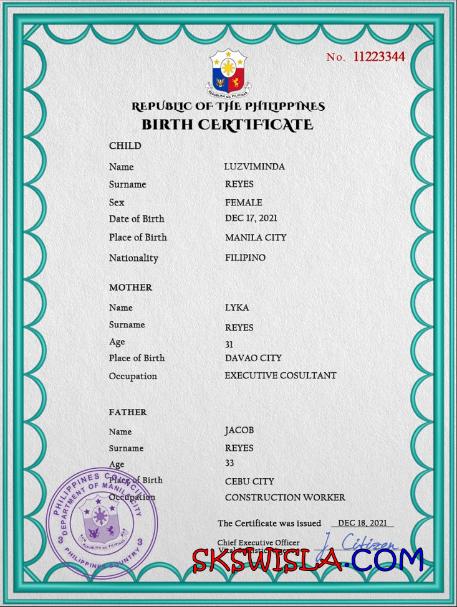 No. 11223344
REPUBLIC OF THE PHILIPPINES
BIRTH CERTIFICATE
CHILD
Name LUZVIMINDA
Surname REYES
Sex FEMALE
Date of Birth DEC 17, 2021
Place of Birth MANILA CITY
Nationality FILIPINO
MOTHER
Name LYKA
Surname REYES
Age 31
Place of Birth DAVAO CITY
Occupation EXECUTIVE COSULTANT
FATHER
Name JACOB
Surname REYES
Age 33
Place of Birth CEBU CITY
Occupation CONSTRUCTION WORKER
The Certificate was issued DEC 18, 2021
Chief Executive Officer
J. Citizen
SKSWISLA.COM
DEPARTMENT OF MANILA CITY
PHILIPPINES COUNTRY